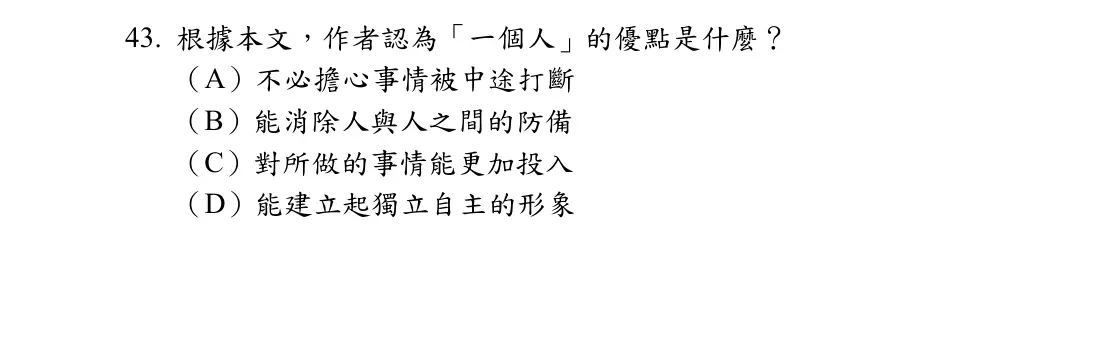 43. 根據本文，作者認為「一個人」的優點是什麼？
（A）不必擔心事情被中途打斷
（B）能消除人與人之間的防備
（C）對所做的事情能更加投入
（D）能建立起獨立自主的形象